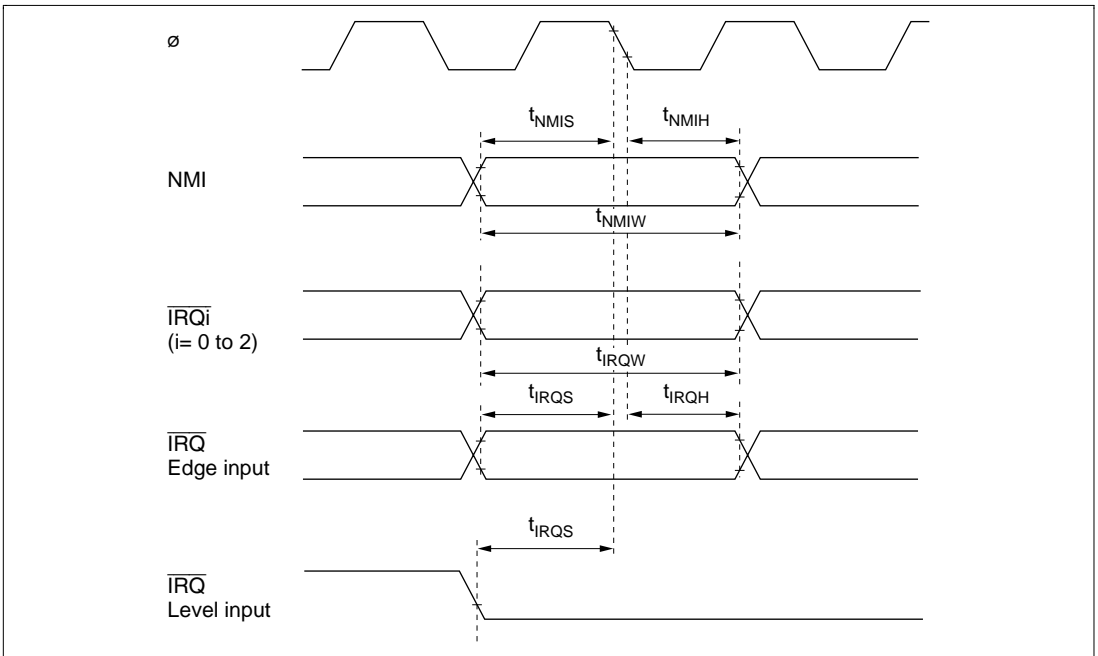 ø
tNMIS
tNMIH
NMI
tNMIW
IRQi
(i= 0 to 2)
tIRQW
tIRQS
tIRQH
IRQ
Edge input
tIRQS
IRQ
Level input